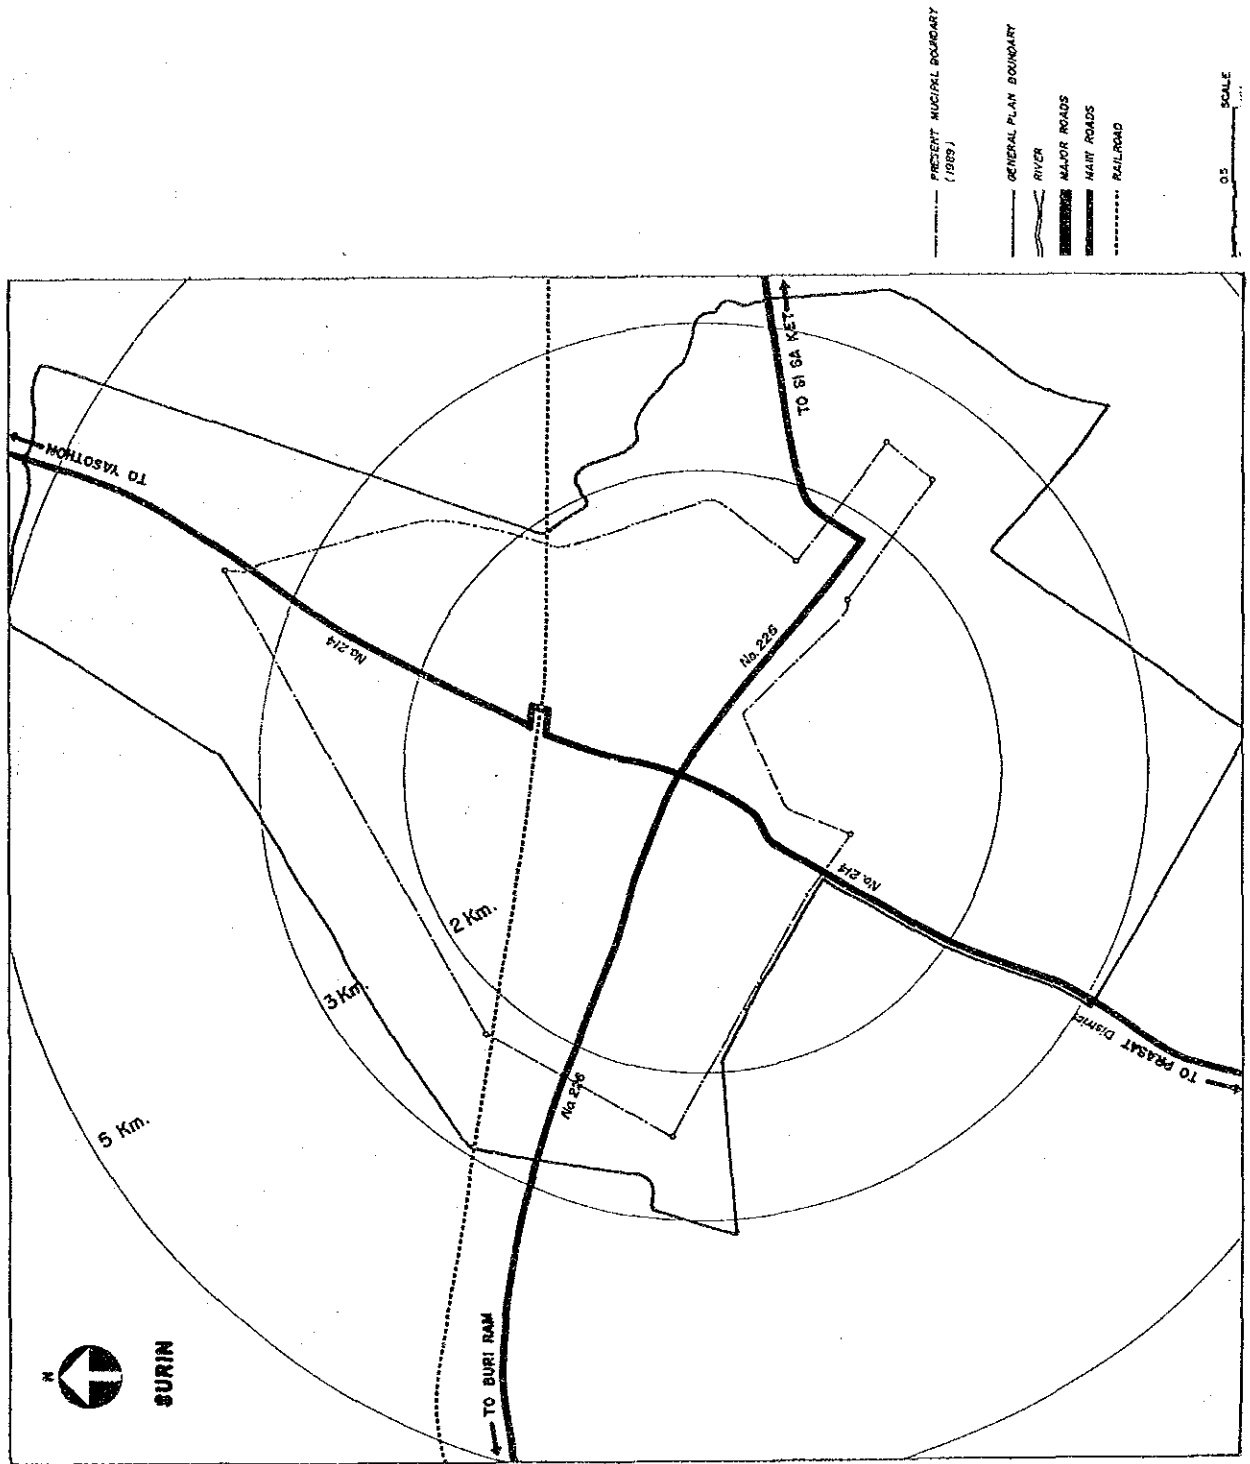 PRESENT MUCIPAL BOUNDARY
(1989)
GENERAL PLAN BOUNDARY
RIVER
MAJOR ROADS
MAIN ROADS
RAILROAD
0.5
SCALE
TO YASOTHON
TO SI SA KET
No. 214
No. 226
2 Km.
3 Km.
No. 214
No. 226
5 Km.
TO PRASAT District
TO BURI RAM
N
SURIN